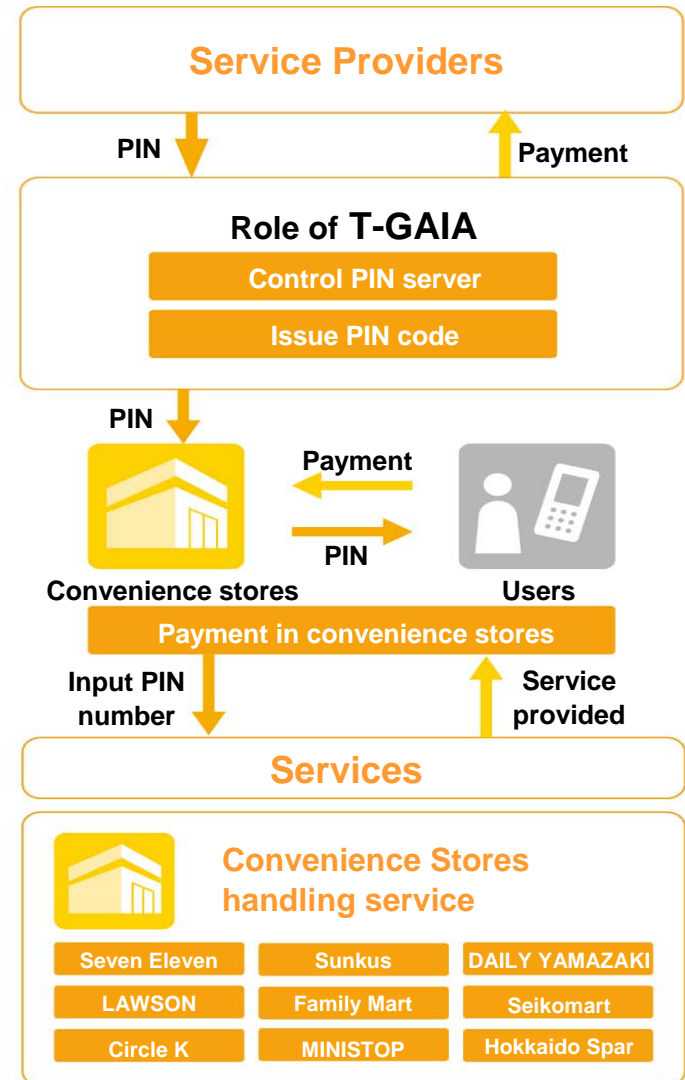 Service Providers
PIN
Payment
Role of T-GAIA
Control PIN server
Issue PIN code
PIN
Payment
PIN
Convenience stores
Users
Payment in convenience stores
Input PIN
number
Service
provided
Services
Convenience Stores
handling service
Seven Eleven
Sunkus
DAILY YAMAZAKI
LAWSON
Family Mart
Seikomart
Circle K
MINISTOP
Hokkaido Spar